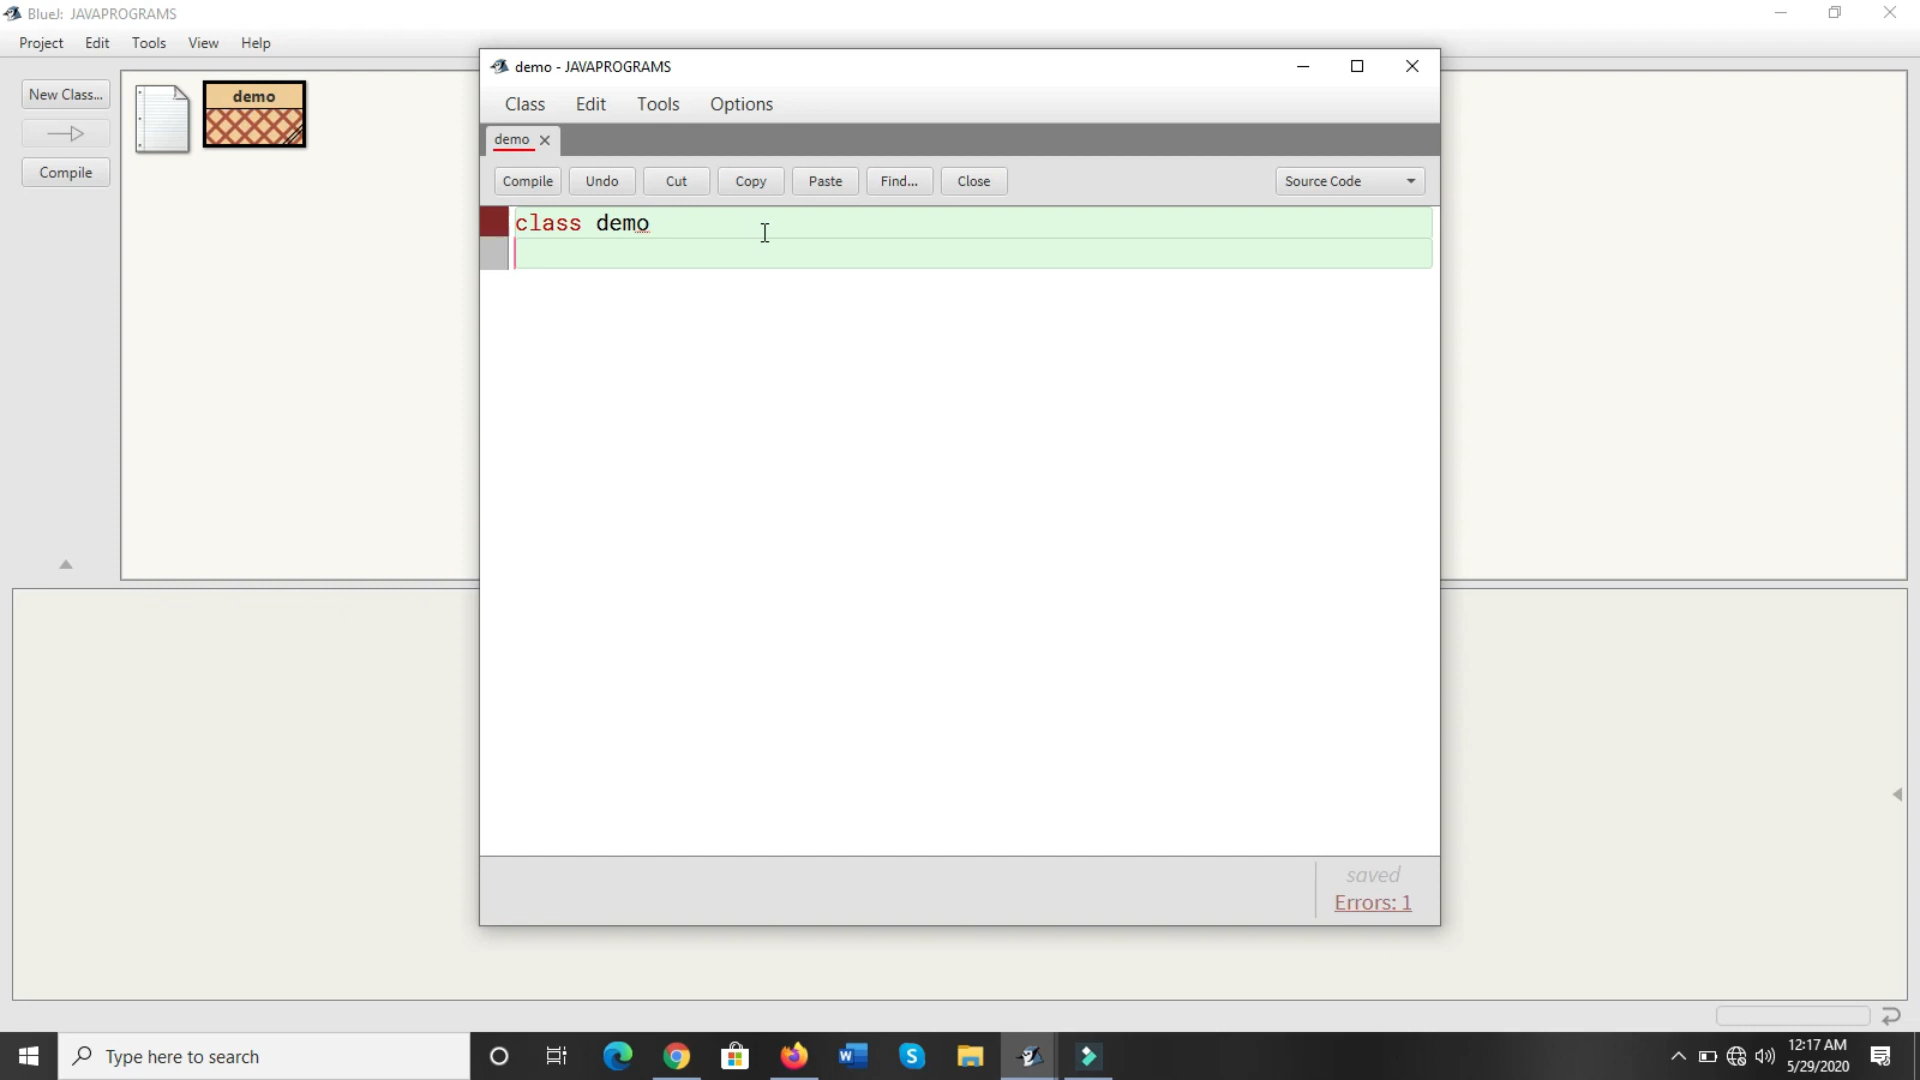 BlueJ: JAVAPROGRAMS
Project Edit Tools View Help
New Class...
Compile
demo
demo - JAVAPROGRAMS
Class Edit Tools Options
demo
Compile Undo Cut Copy Paste Find... Close Source Code
class demo
saved
Errors: 1
Type here to search
12:17 AM
5/29/2020